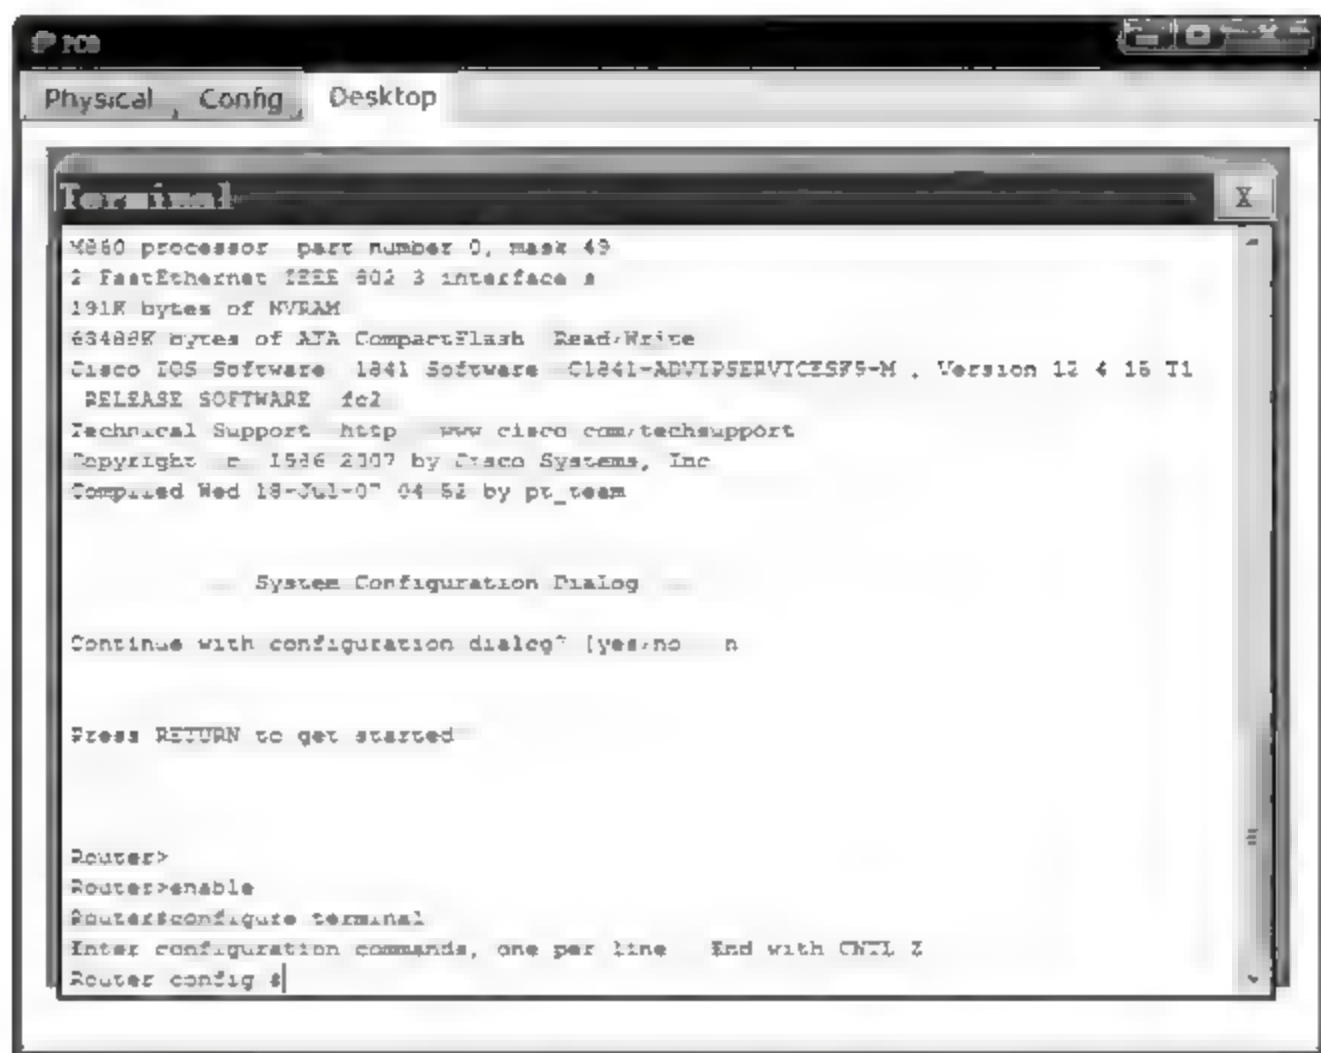 Physical Config Desktop
Terminal X
M860 processor part number 0, mask 49
2 FastEthernet IEEE 802 3 interface s
191K bytes of NVRAM
63488K bytes of ATA CompactFlash Read/Write
Cisco IOS Software 1841 Software C1841-ADVIPSERVICESK9-M , Version 12 4 15 T1
RELEASE SOFTWARE fc2
Technical Support http www cisco com/techsupport
Copyright c 1986 2007 by Cisco Systems, Inc
Compiled Wed 18-Jul-07 04 52 by pt_team
System Configuration Dialog
Continue with configuration dialog? [yes/no n
Press RETURN to get started
Router>
Router>enable
Router#configure terminal
Enter configuration commands, one per line End with CNTL Z
Router config #